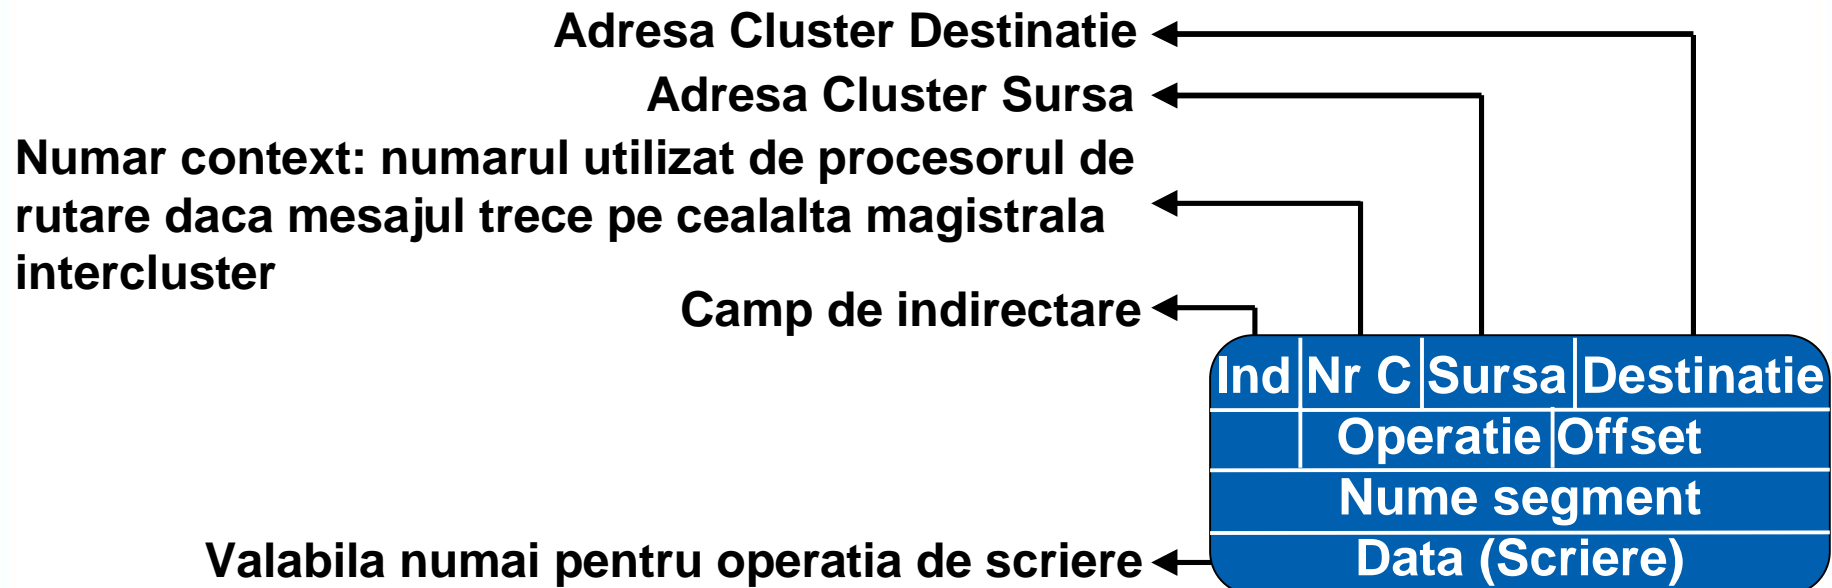 Adresa Cluster Destinatie
Adresa Cluster Sursa
Numar context: numarul utilizat de procesorul de
rutare daca mesajul trece pe cealalta magistrala
intercluster
Camp de indirectare
Ind Nr C Sursa Destinatie
Operatie Offset
Nume segment
Valabila numai pentru operatia de scriere
Data (Scriere)